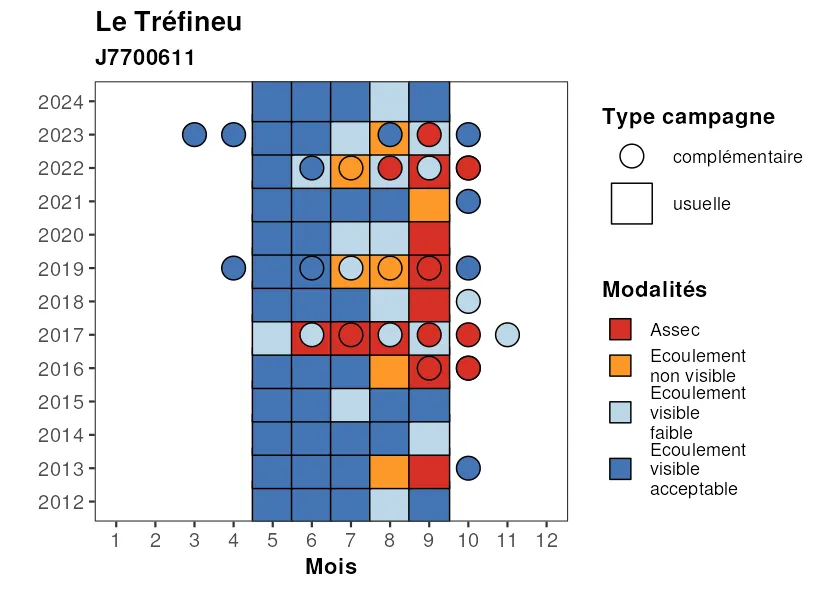 Le Tréfineu
J7700611
2024
2023
2022
2021
2020
2019
2018
2017
2016
2015
2014
2013
2012
1 2 3 4 5 6 7 8 9 10 11 12
Mois
Type campagne
complémentaire
usuelle
Modalités
Assec
Ecoulement
non visible
Ecoulement
visible
faible
Ecoulement
visible
acceptable